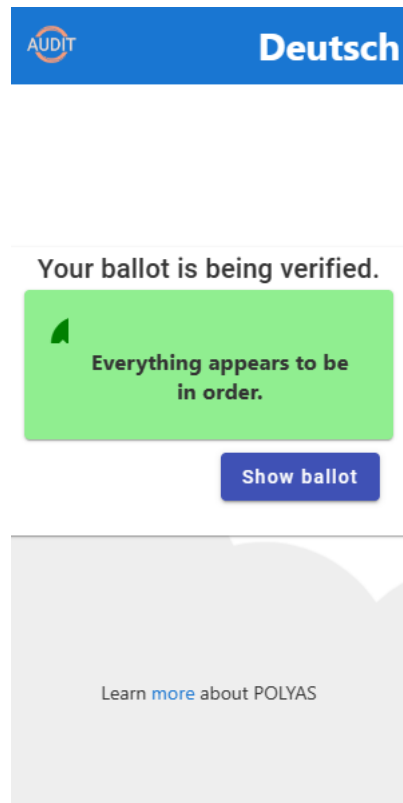 AUDIT
Deutsch
Your ballot is being verified.
Everything appears to be
in order.
Show ballot
Learn more about POLYAS